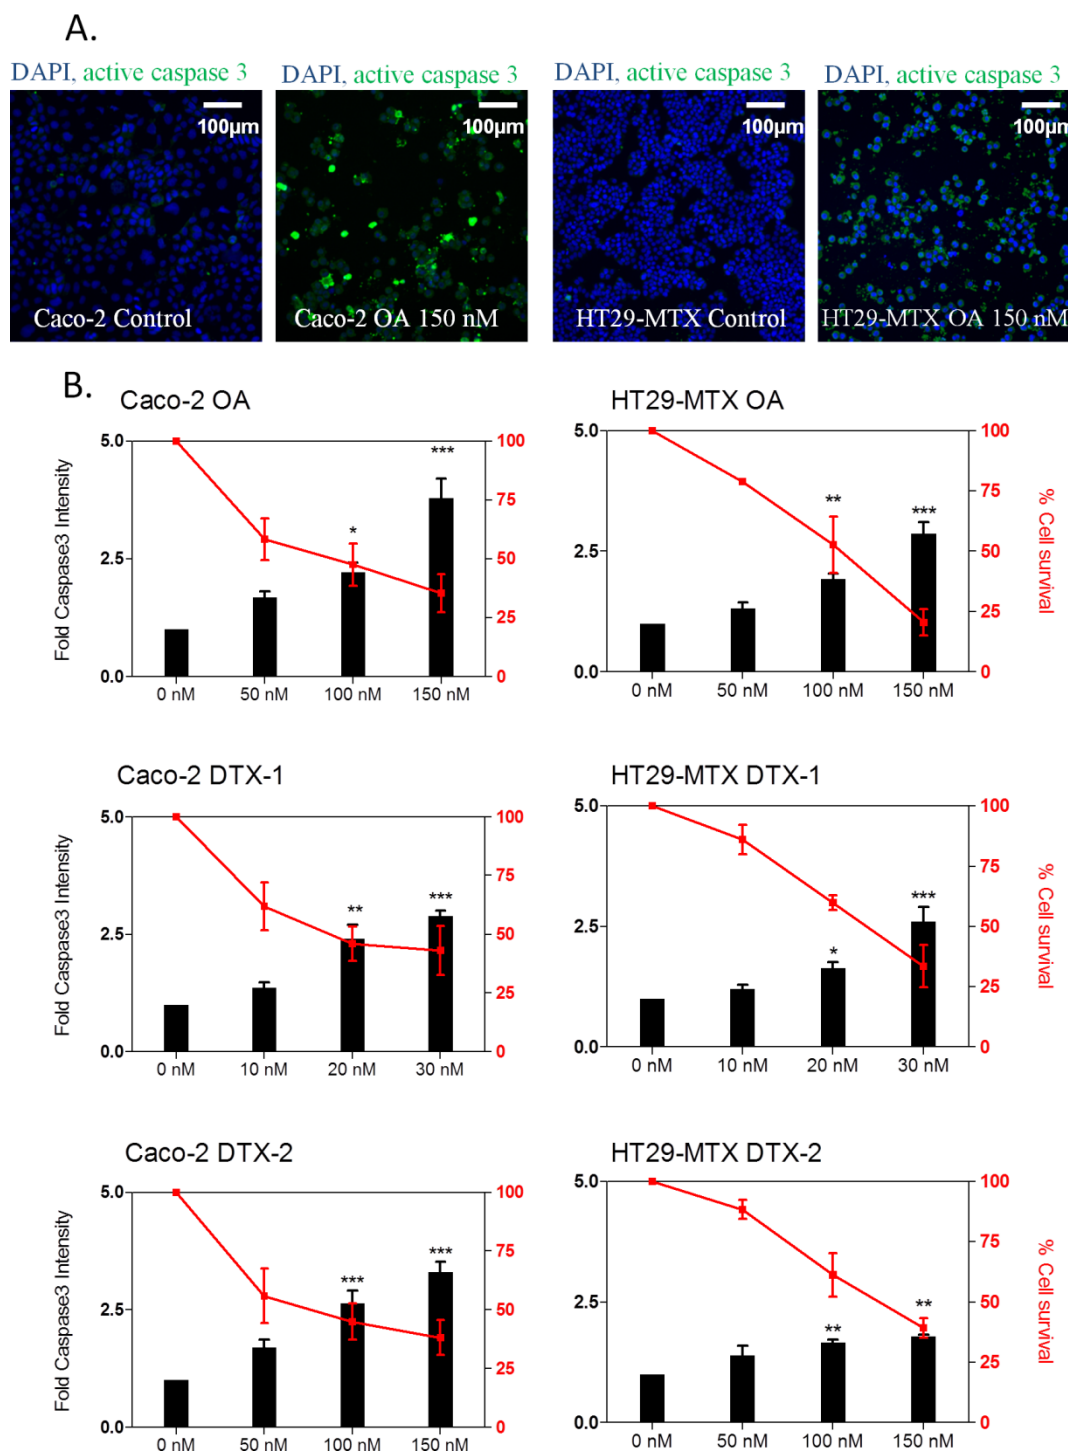 A.
DAPI, active caspase 3 DAPI, active caspase 3 DAPI, active caspase 3 DAPI, active caspase 3
100µm 100µm 100µm 100µm
Caco-2 Control Caco-2 OA 150 nM HT29-MTX Control HT29-MTX OA 150 nM
B.
Caco-2 OA
Fold Caspase3 Intensity
5.0
2.5
0.0
* ***
100
75
50
25
0
0 nM 50 nM 100 nM 150 nM
HT29-MTX OA
5.0
2.5
0.0
** ***
100
75
50
25
0
% Cell survival
0 nM 50 nM 100 nM 150 nM
Caco-2 DTX-1
Fold Caspase3 Intensity
5.0
2.5
0.0
** ***
100
75
50
25
0
0 nM 10 nM 20 nM 30 nM
HT29-MTX DTX-1
5.0
2.5
0.0
* ***
100
75
50
25
0
% Cell survival
0 nM 10 nM 20 nM 30 nM
Caco-2 DTX-2
Fold Caspase3 Intensity
5.0
2.5
0.0
*** ***
100
75
50
25
0
0 nM 50 nM 100 nM 150 nM
HT29-MTX DTX-2
5.0
2.5
0.0
** **
100
75
50
25
0
% Cell survival
0 nM 50 nM 100 nM 150 nM